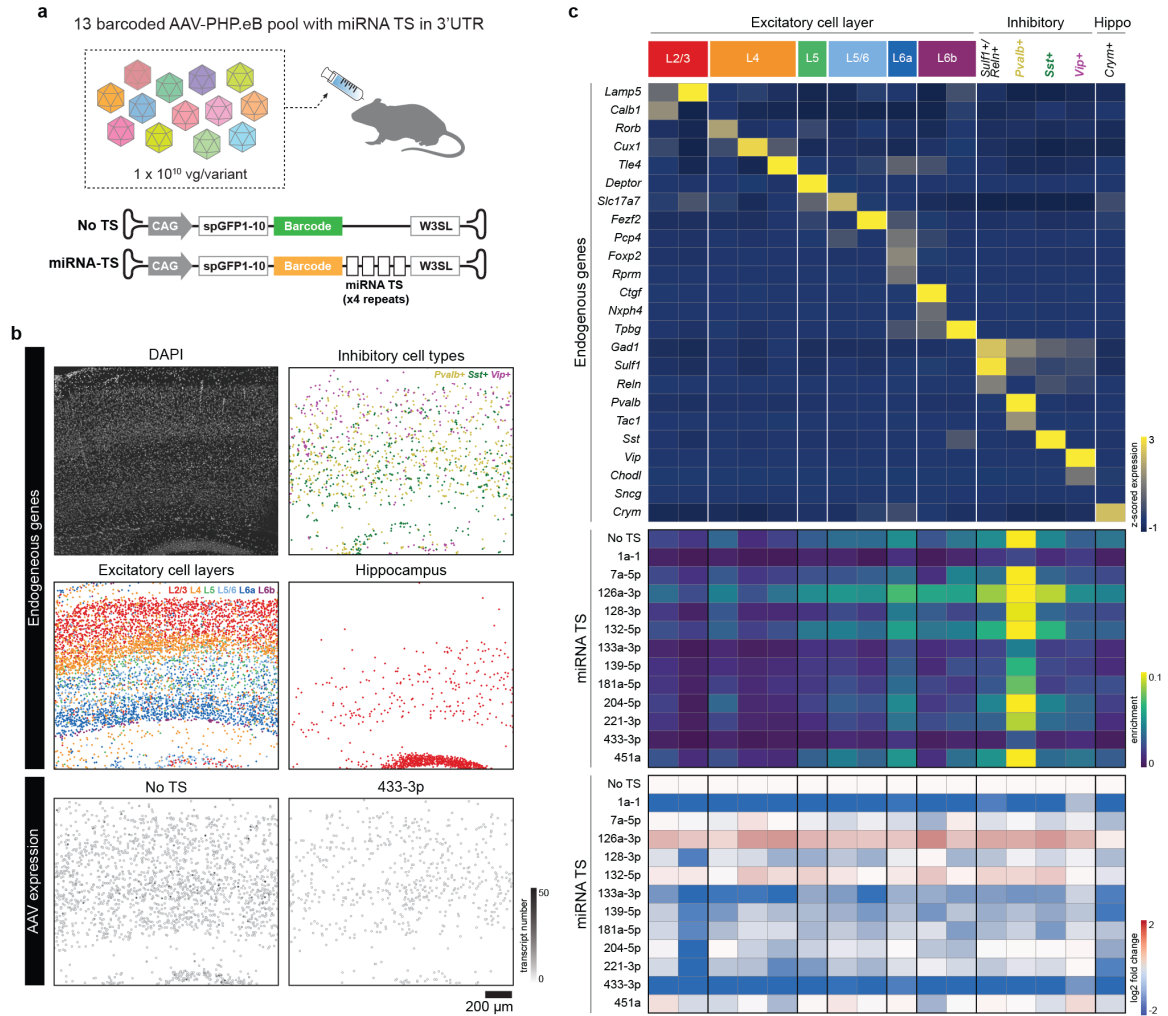 a
13 barcoded AAV-PHP.eB pool with miRNA TS in 3'UTR
1 x 10¹⁰ vg/variant
No TS
CAG
spGFP1-10
Barcode
W3SL
miRNA-TS
CAG
spGFP1-10
Barcode
W3SL
miRNA TS
(x4 repeats)
b
Endogeneous genes
DAPI
Inhibitory cell types
Pvalb+ Sst+ Vip+
Excitatory cell layers
L2/3 L4 L5 L5/6 L6a L6b
Hippocampus
AAV expression
No TS
433-3p
50
transcript number
0
200 µm
c
Excitatory cell layer
Inhibitory
Hippo
L2/3
L4
L5
L5/6
L6a
L6b
Sulf1+/
Reln+
Pvalb+
Sst+
Vip+
Crym+
Endogenous genes
Lamp5
Calb1
Rorb
Cux1
Tle4
Deptor
Slc17a7
Fezf2
Pcp4
Foxp2
Rprm
Ctgf
Nxph4
Tpbg
Gad1
Sulf1
Reln
Pvalb
Tac1
Sst
Vip
Chodl
Sncg
Crym
z-scored expression
3
-1
miRNA TS
No TS
1a-1
7a-5p
126a-3p
128-3p
132-5p
133a-3p
139-5p
181a-5p
204-5p
221-3p
433-3p
451a
enrichment
0.1
0
miRNA TS
No TS
1a-1
7a-5p
126a-3p
128-3p
132-5p
133a-3p
139-5p
181a-5p
204-5p
221-3p
433-3p
451a
log2 fold change
2
-2